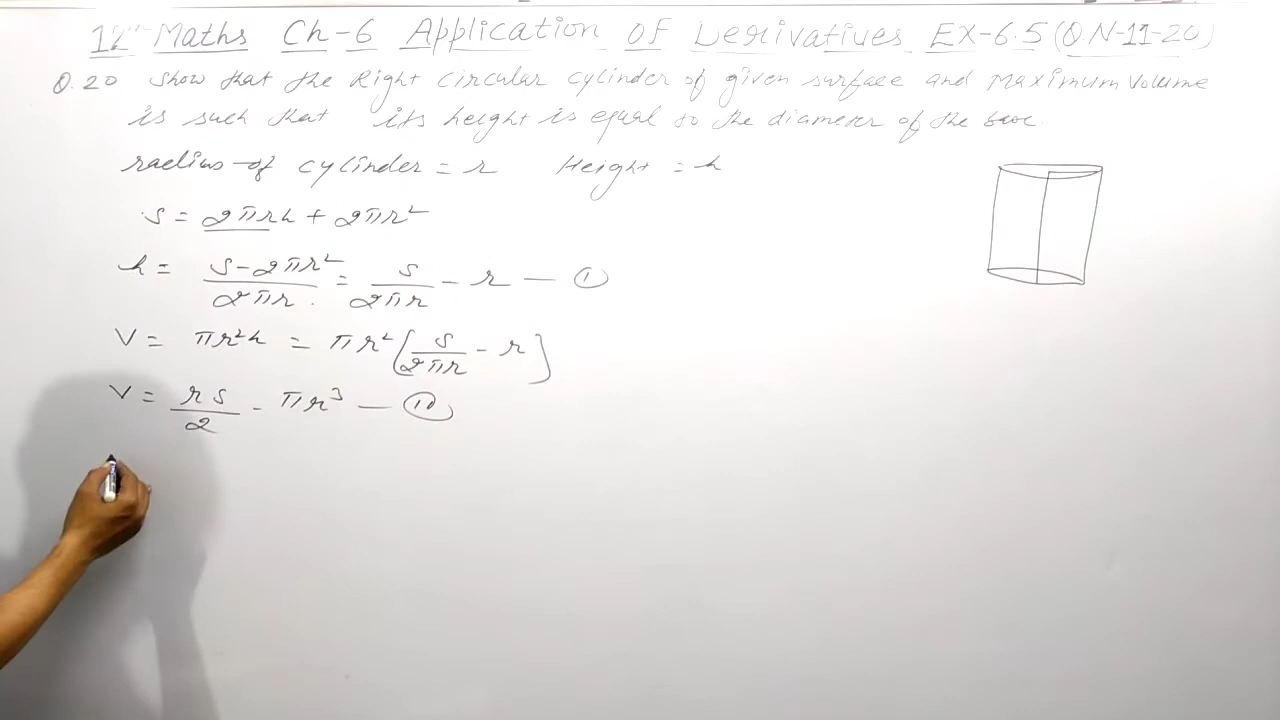 12th Maths Ch-6 Application OF Derivatives EX-6.5 (Q N-11-20)
Q.20 Show that the Right circular cylinder of given surface and Maximum Volume
is such that its height is equal to the diameter of the base.
radius of cylinder = r Height = h
S = 2πrh + 2πr²
h = (S - 2πr²)/(2πr) = S/(2πr) - r — ①
V = πr²h = πr² [S/(2πr) - r]
V = rS/2 - πr³ — ⑪